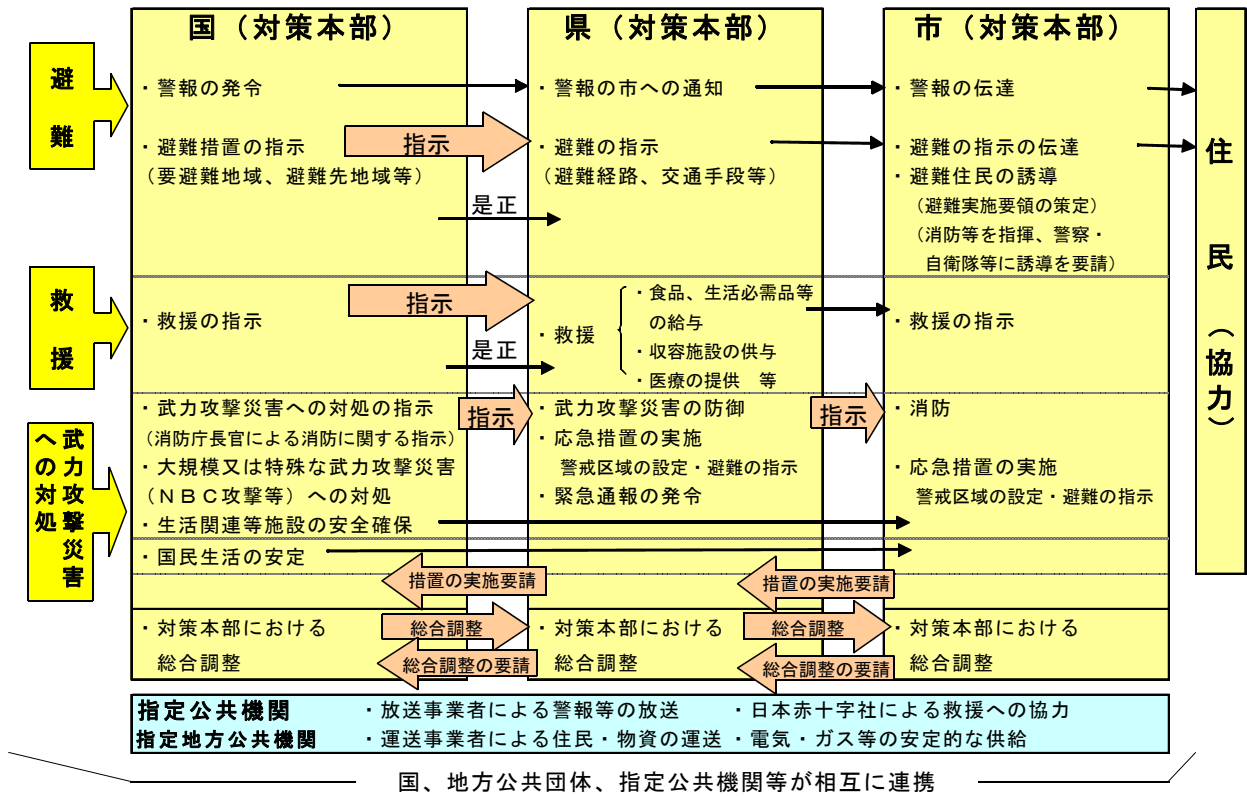 国（対策本部）
県（対策本部）
市（対策本部）
避難
・警報の発令
・警報の市への通知
・警報の伝達
・避難措置の指示
（要避難地域、避難先地域等）
指示
・避難の指示
（避難経路、交通手段等）
是正
・避難の指示の伝達
・避難住民の誘導
（避難実施要領の策定）
（消防等を指揮、警察・
自衛隊等に誘導を要請）
救援
・救援の指示
指示
是正
・救援
・食品、生活必需品等
の給与
・収容施設の供与
・医療の提供　等
・救援の指示
武力攻撃災害
への対処
・武力攻撃災害への対処の指示
（消防庁長官による消防に関する指示）
・大規模又は特殊な武力攻撃災害
（ＮＢＣ攻撃等）への対処
・生活関連等施設の安全確保
・国民生活の安定
指示
・武力攻撃災害の防御
・応急措置の実施
警戒区域の設定・避難の指示
・緊急通報の発令
指示
・消防
・応急措置の実施
警戒区域の設定・避難の指示
措置の実施要請
措置の実施要請
・対策本部における
総合調整
総合調整
総合調整の要請
・対策本部における
総合調整
総合調整
総合調整の要請
・対策本部における
総合調整
住民（協力）
指定公共機関
指定地方公共機関
・放送事業者による警報等の放送
・日本赤十字社による救援への協力
・運送事業者による住民・物資の運送
・電気・ガス等の安定的な供給
国、地方公共団体、指定公共機関等が相互に連携